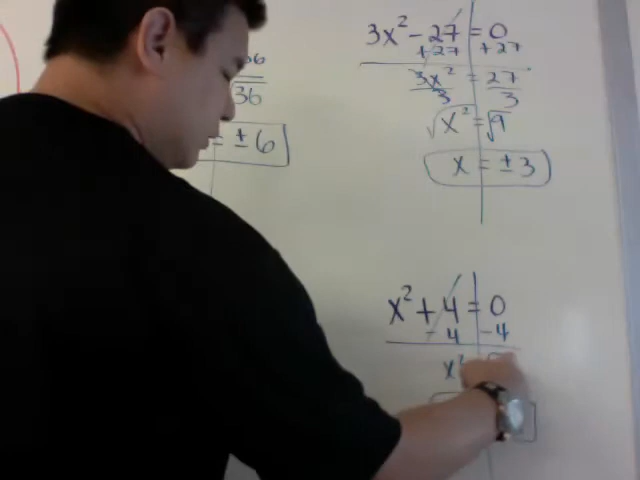 36
= ± 6
3x² - 27 = 0
+27 +27
3x² = 27
3 3
√x² = √9
x = ± 3
x² + 4 = 0
- 4 - 4
x²